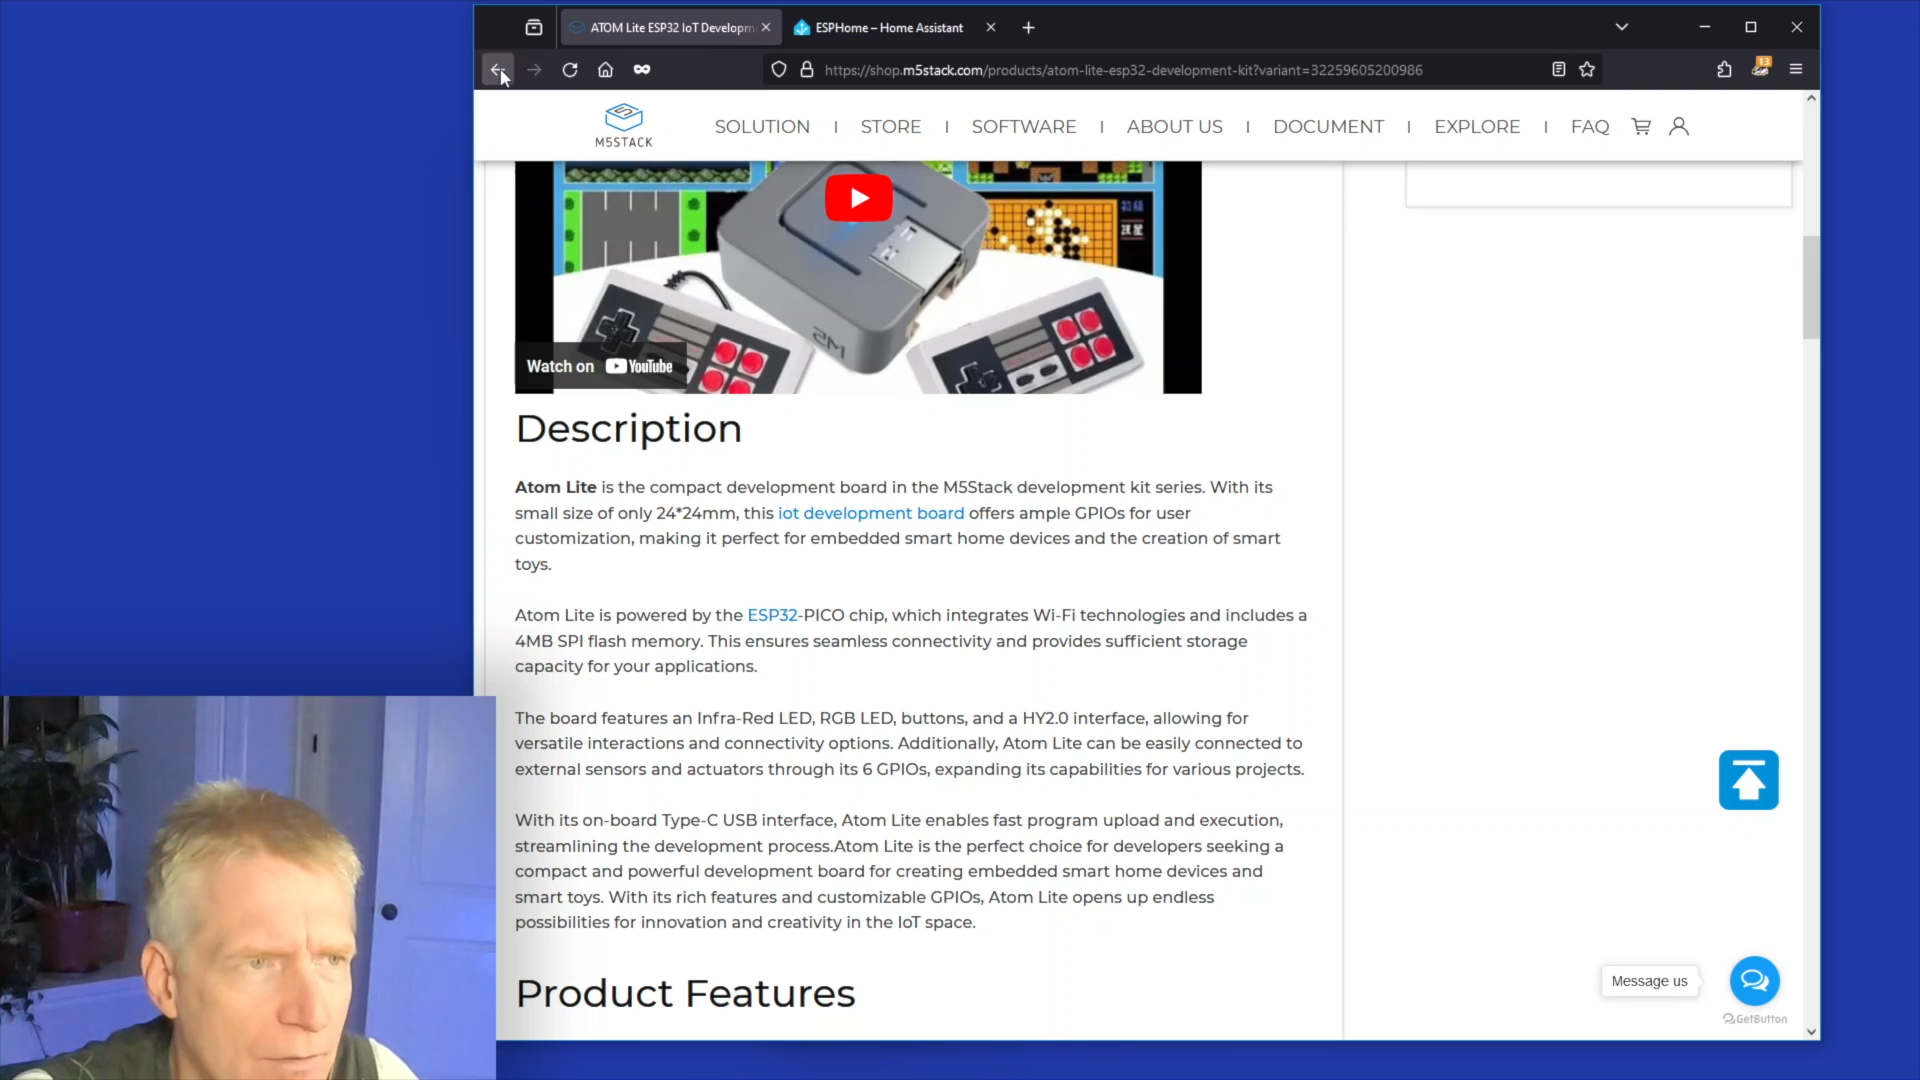 ATOM Lite ESP32 IoT Developm
ESPHome – Home Assistant
https://shop.m5stack.com/products/atom-lite-esp32-development-kit?variant=32259605200986
13
M5STACK
SOLUTION | STORE | SOFTWARE | ABOUT US | DOCUMENT | EXPLORE | FAQ
M5
Watch on YouTube
Description
Atom Lite is the compact development board in the M5Stack development kit series. With its
small size of only 24*24mm, this iot development board offers ample GPIOs for user
customization, making it perfect for embedded smart home devices and the creation of smart
toys.
Atom Lite is powered by the ESP32-PICO chip, which integrates Wi-Fi technologies and includes a
4MB SPI flash memory. This ensures seamless connectivity and provides sufficient storage
capacity for your applications.
The board features an Infra-Red LED, RGB LED, buttons, and a HY2.0 interface, allowing for
versatile interactions and connectivity options. Additionally, Atom Lite can be easily connected to
external sensors and actuators through its 6 GPIOs, expanding its capabilities for various projects.
With its on-board Type-C USB interface, Atom Lite enables fast program upload and execution,
streamlining the development process.Atom Lite is the perfect choice for developers seeking a
compact and powerful development board for creating embedded smart home devices and
smart toys. With its rich features and customizable GPIOs, Atom Lite opens up endless
possibilities for innovation and creativity in the IoT space.
Product Features
Message us
GetButton